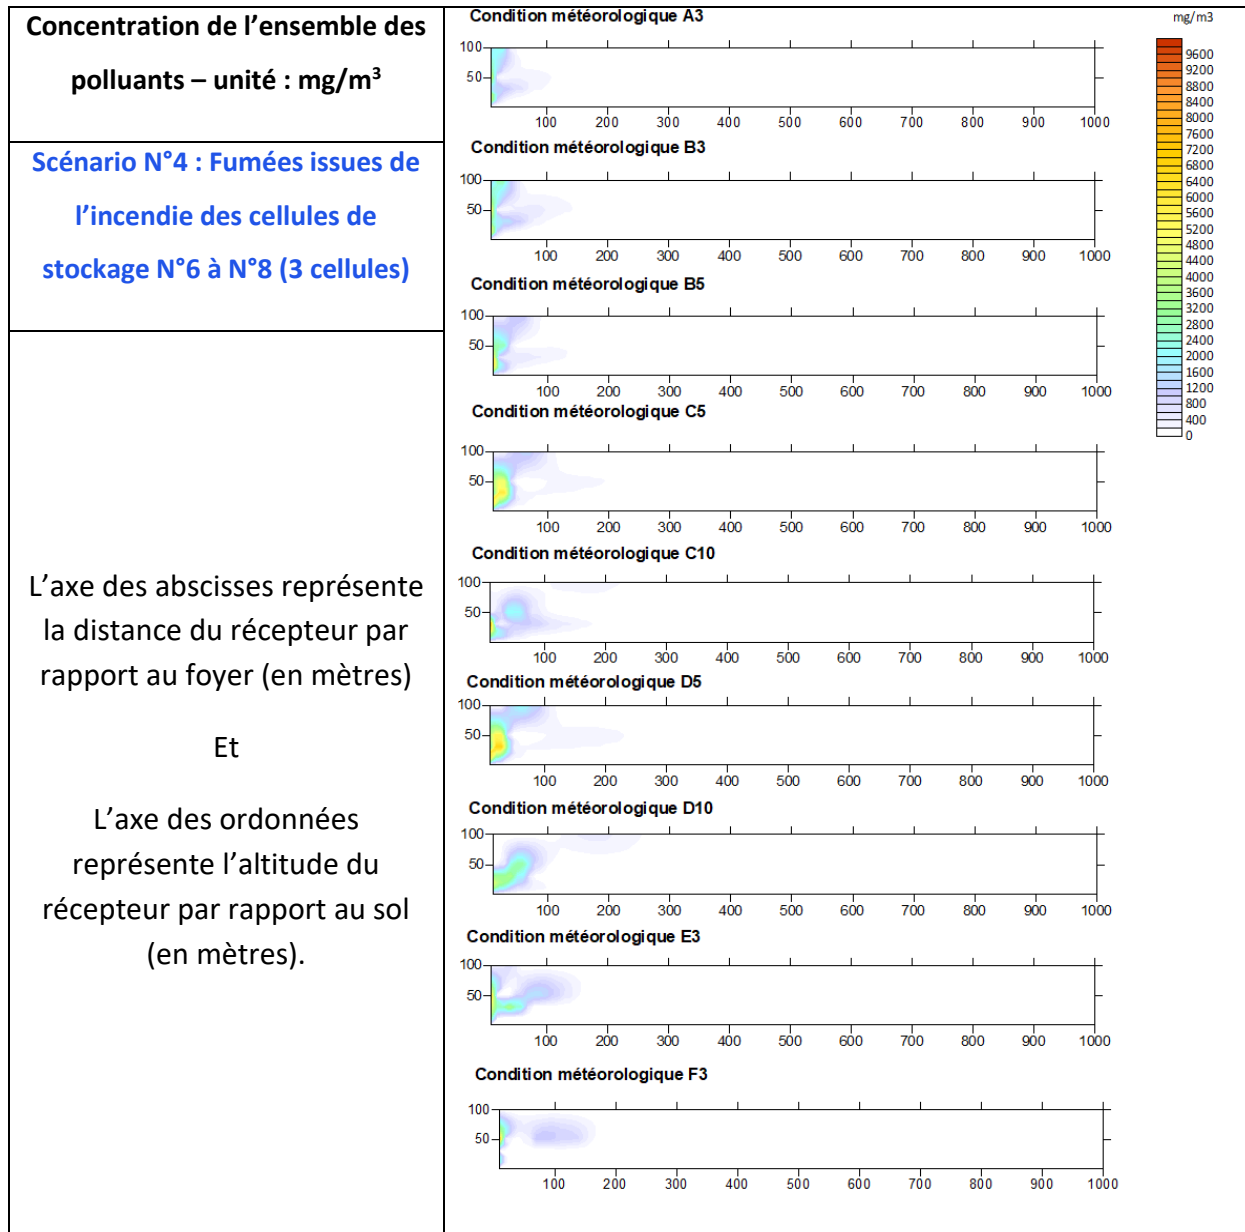 Concentration de l’ensemble des
polluants – unité : mg/m³
Scénario N°4 : Fumées issues de
l’incendie des cellules de
stockage N°6 à N°8 (3 cellules)
L’axe des abscisses représente
la distance du récepteur par
rapport au foyer (en mètres)
Et
L’axe des ordonnées
représente l’altitude du
récepteur par rapport au sol
(en mètres).
Condition météorologique A3
100
50
100 200 300 400 500 600 700 800 900 1000
Condition météorologique B3
100
50
100 200 300 400 500 600 700 800 900 1000
Condition météorologique B5
100
50
100 200 300 400 500 600 700 800 900 1000
Condition météorologique C5
100
50
100 200 300 400 500 600 700 800 900 1000
Condition météorologique C10
100
50
100 200 300 400 500 600 700 800 900 1000
Condition météorologique D5
100
50
100 200 300 400 500 600 700 800 900 1000
Condition météorologique D10
100
50
100 200 300 400 500 600 700 800 900 1000
Condition météorologique E3
100
50
100 200 300 400 500 600 700 800 900 1000
Condition météorologique F3
100
50
100 200 300 400 500 600 700 800 900 1000
mg/m3
9600
9200
8800
8400
8000
7600
7200
6800
6400
6000
5600
5200
4800
4400
4000
3600
3200
2800
2400
2000
1600
1200
800
400
0